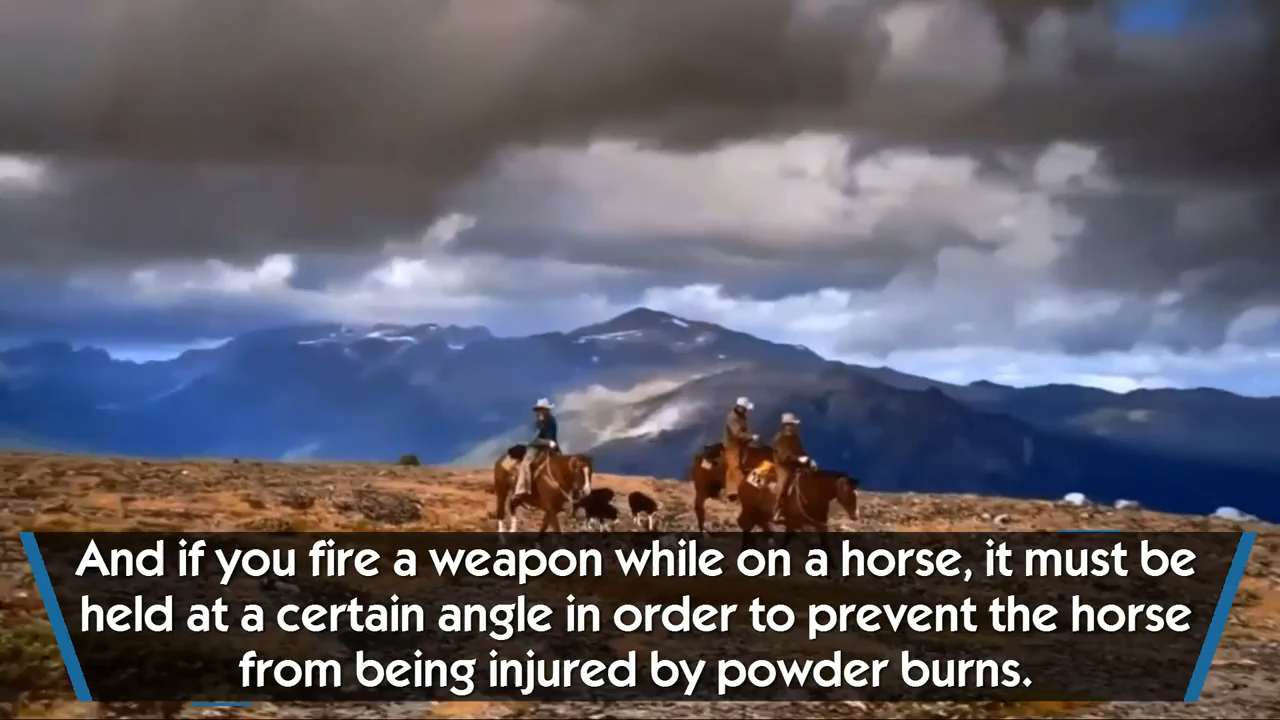 And if you fire a weapon while on a horse, it must be
held at a certain angle in order to prevent the horse
from being injured by powder burns.